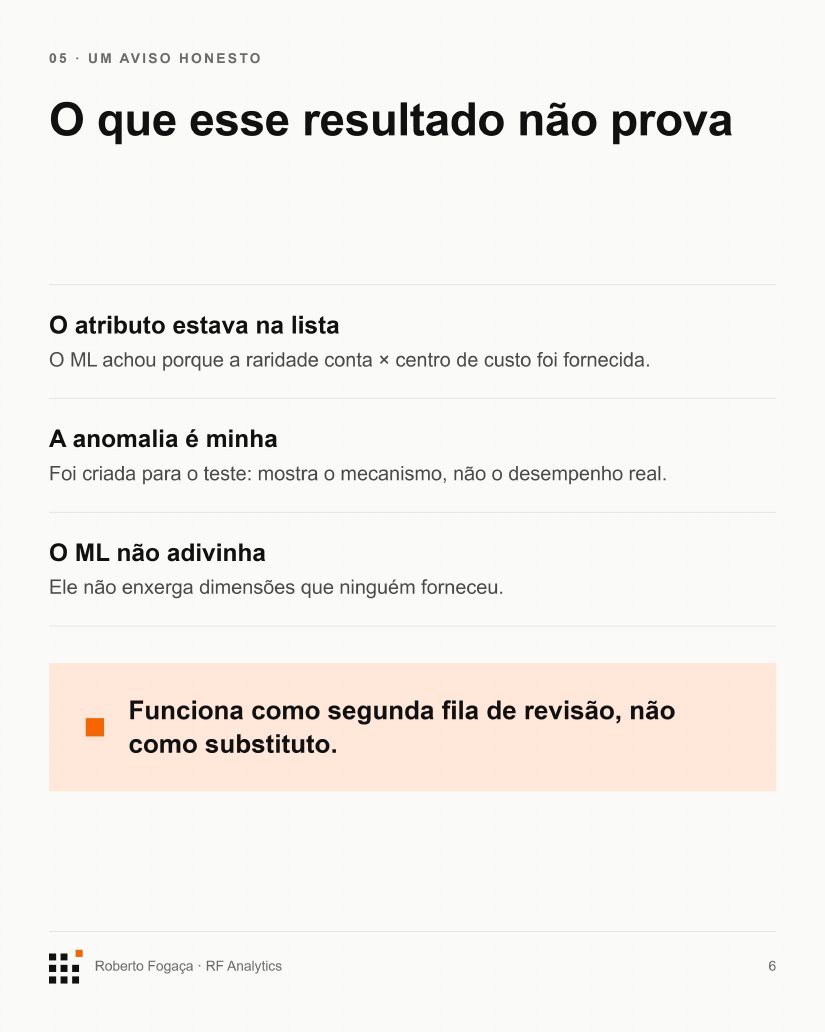 05 · UM AVISO HONESTO
O que esse resultado não prova
O atributo estava na lista
O ML achou porque a raridade conta × centro de custo foi fornecida.
A anomalia é minha
Foi criada para o teste: mostra o mecanismo, não o desempenho real.
O ML não adivinha
Ele não enxerga dimensões que ninguém forneceu.
Funciona como segunda fila de revisão, não
como substituto.
Roberto Fogaça · RF Analytics
6